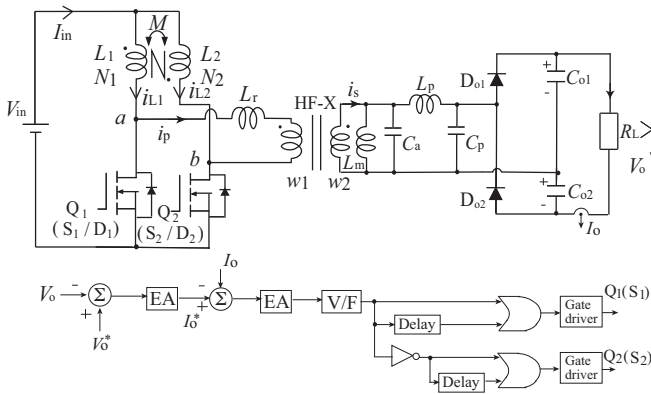 I_in
M
L_1
L_2
N_1
N_2
i_L1
i_L2
V_in
a
i_p
L_r
HF-X
i_s
L_p
D_o1
C_o1
b
L_m
C_a
C_p
R_L
V_o
w1
w2
Q_1
(S_1/D_1)
Q_2
(S_2/D_2)
D_o2
C_o2
I_o
+
-
+
-
I_o
V_o
-
Σ
+
V_o*
EA
-
Σ
+
I_o*
EA
V/F
Delay
Gate driver
Q_1(S_1)
Delay
Gate driver
Q_2(S_2)